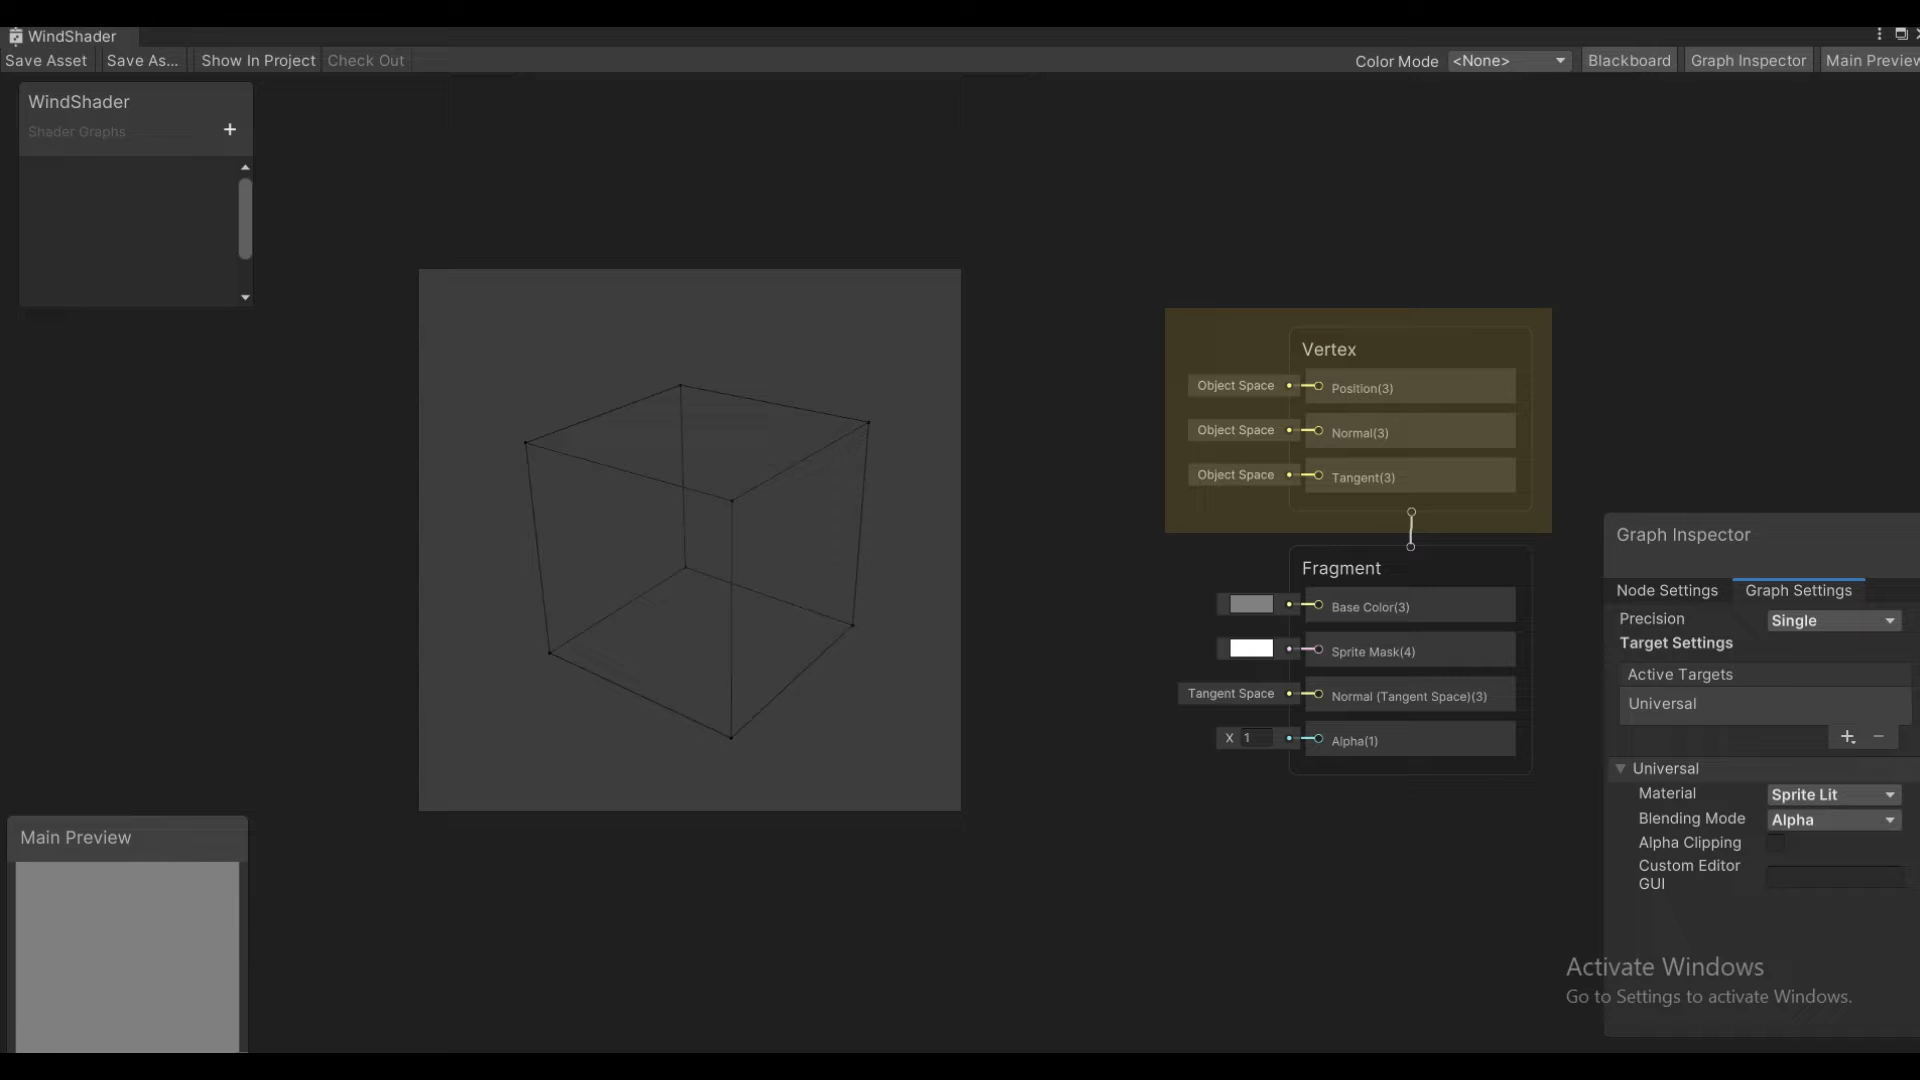 WindShader
Save Asset Save As... Show In Project Check Out Color Mode <None> Blackboard Graph Inspector Main Preview
WindShader
Shader Graphs
+
Vertex
Object Space Position(3)
Object Space Normal(3)
Object Space Tangent(3)
Fragment
Base Color(3)
Sprite Mask(4)
Tangent Space Normal (Tangent Space)(3)
X 1 Alpha(1)
Graph Inspector
Node Settings Graph Settings
Precision Single
Target Settings
Active Targets
Universal
Universal
Material Sprite Lit
Blending Mode Alpha
Alpha Clipping
Custom Editor
GUI
Main Preview
Activate Windows
Go to Settings to activate Windows.